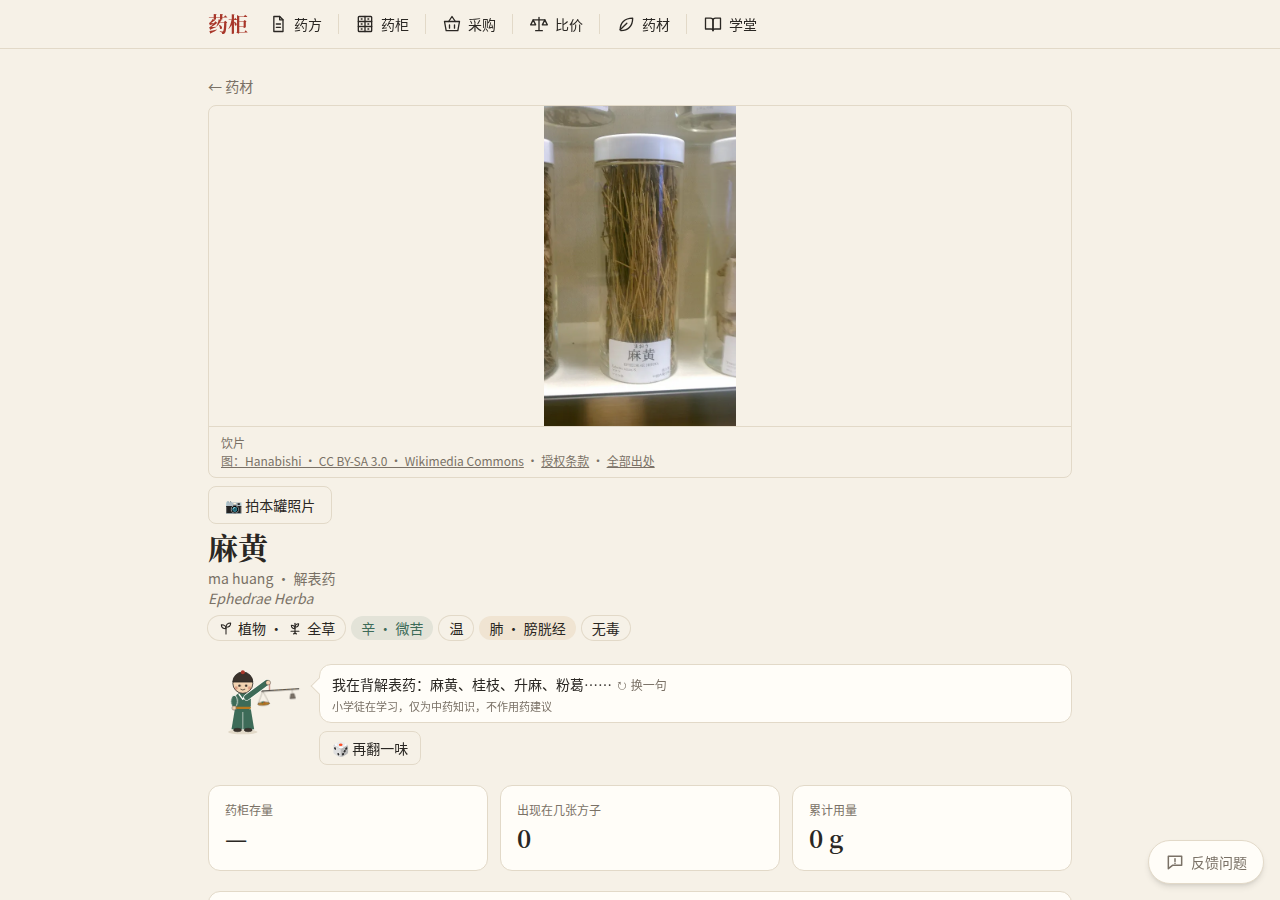 药柜
药方
药柜
采购
比价
药材
学堂
← 药材
麻黄
饮片
图：Hanabishi · CC BY-SA 3.0 · Wikimedia Commons · 授权条款 · 全部出处
📷 拍本罐照片
麻黄
ma huang · 解表药
Ephedrae Herba
植物 · 全草
辛 · 微苦
温
肺 · 膀胱经
无毒
我在背解表药：麻黄、桂枝、升麻、粉葛…… ↻ 换一句
小学徒在学习，仅为中药知识，不作用药建议
🎲 再翻一味
药柜存量
—
出现在几张方子
0
累计用量
0 g
反馈问题